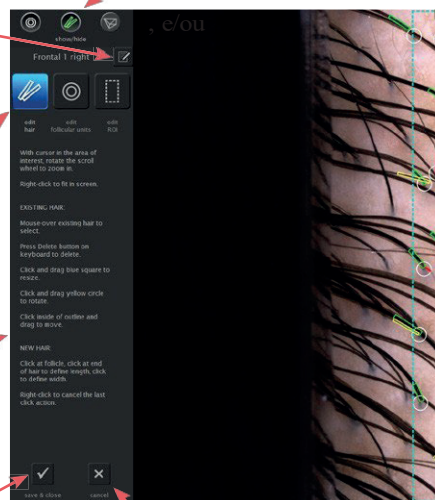 , e/ou
show/hide
Frontal 1 right
edit hair
edit follicular units
edit ROI
With cursor in the area of
interest, rotate the scroll
wheel to zoom in.
Right-click to fit in screen.
EXISTING HAIR:
Mouse-over existing hair to
select.
Press Delete button on
keyboard to delete.
Click and drag blue square to
resize.
Click and drag yellow circle
to rotate.
Click inside of outline and
drag to move.
NEW HAIR:
Click at follicle, click at end
of hair to define length, click
to define width.
Right-click to cancel the last
click action.
save & close
cancel